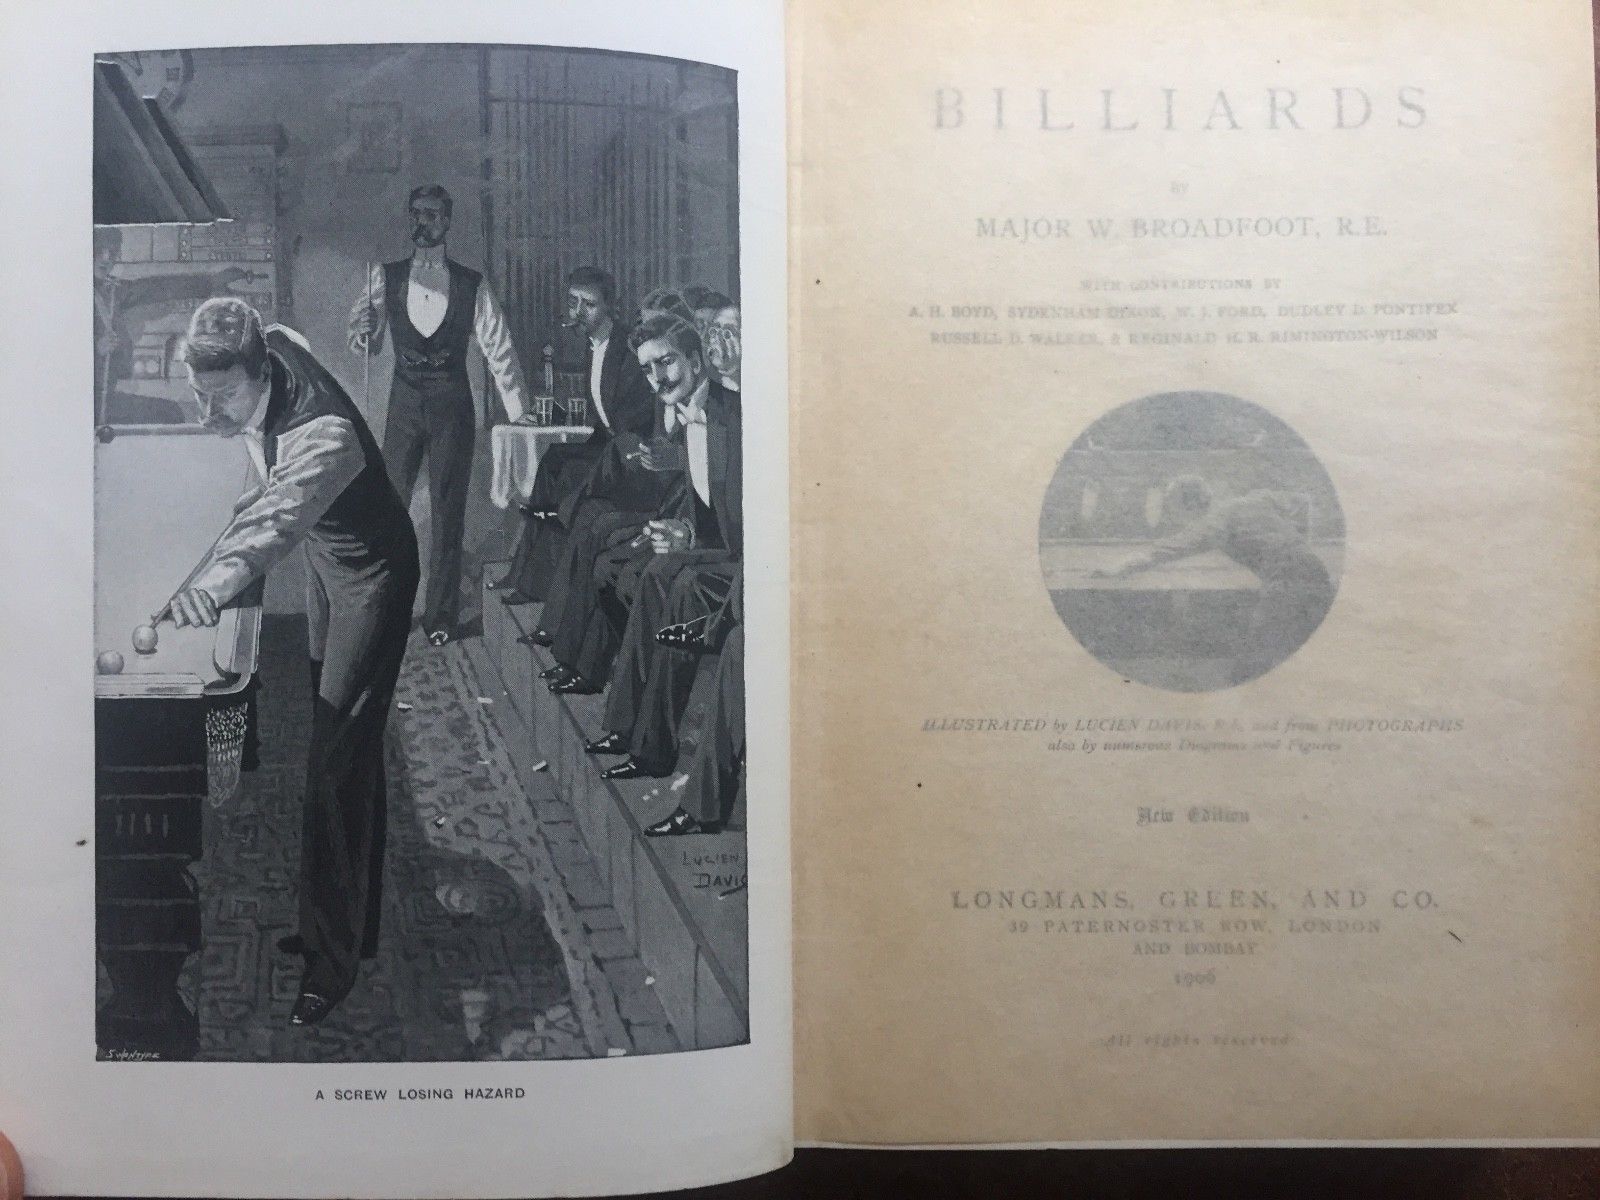 LUCIEN
DAVIS
A SCREW LOSING HAZARD
BILLIARDS
BY
MAJOR W. BROADFOOT, R.E.
WITH CONTRIBUTIONS BY
A. H. BOYD, SYDENHAM DIXON, W. J. FORD, DUDLEY D. PONTIFEX
RUSSELL D. WALKER, & REGINALD H. R. RIMINGTON-WILSON
ILLUSTRATED by LUCIEN DAVIS, R.I. and from PHOTOGRAPHS
also by numerous Diagrams and Figures
New Edition
LONGMANS, GREEN, AND CO.
39 PATERNOSTER ROW, LONDON
AND BOMBAY
1906
All rights reserved